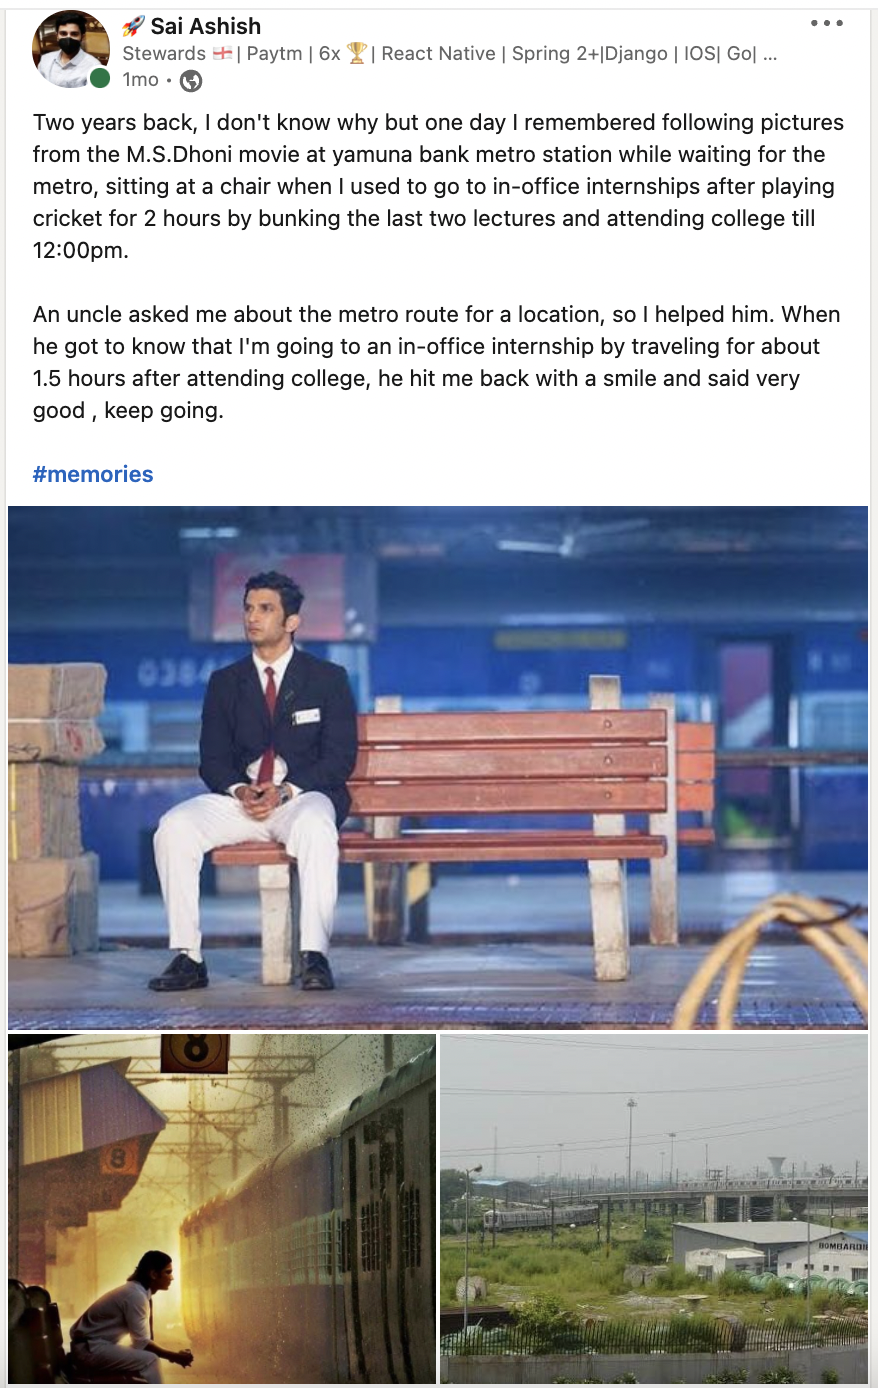 🚀 Sai Ashish
Stewards 🏴󠁧󠁢󠁥󠁮󠁧󠁿| Paytm | 6x 🏆| React Native | Spring 2+|Django | IOS| Go| ...
1mo •
Two years back, I don't know why but one day I remembered following pictures
from the M.S.Dhoni movie at yamuna bank metro station while waiting for the
metro, sitting at a chair when I used to go to in-office internships after playing
cricket for 2 hours by bunking the last two lectures and attending college till
12:00pm.
An uncle asked me about the metro route for a location, so I helped him. When
he got to know that I'm going to an in-office internship by traveling for about
1.5 hours after attending college, he hit me back with a smile and said very
good , keep going.
#memories
8
8